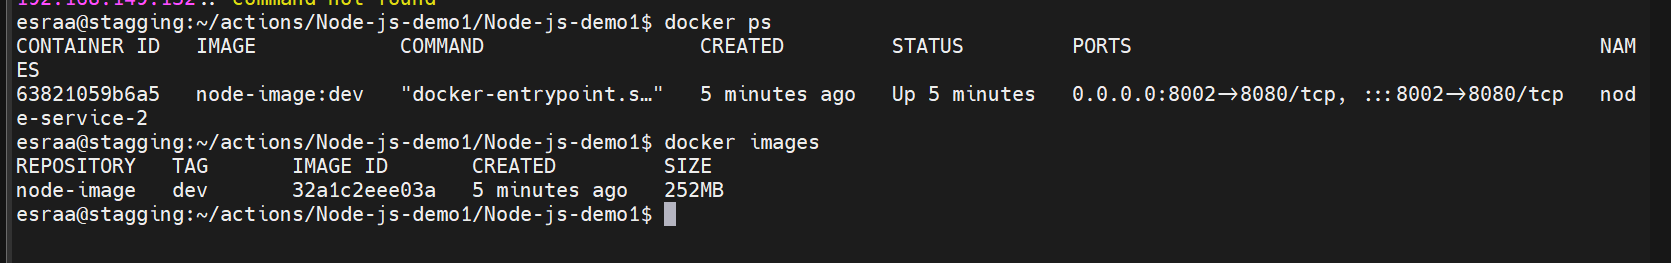 192.168.149.132:: command not found
esraa@stagging:~/actions/Node-js-demo1/Node-js-demo1$ docker ps
CONTAINER ID   IMAGE            COMMAND                  CREATED         STATUS         PORTS                                       NAM
ES
63821059b6a5   node-image:dev   "docker-entrypoint.s…"   5 minutes ago   Up 5 minutes   0.0.0.0:8002->8080/tcp, :::8002->8080/tcp   nod
e-service-2
esraa@stagging:~/actions/Node-js-demo1/Node-js-demo1$ docker images
REPOSITORY   TAG       IMAGE ID       CREATED         SIZE
node-image   dev       32a1c2eee03a   5 minutes ago   252MB
esraa@stagging:~/actions/Node-js-demo1/Node-js-demo1$